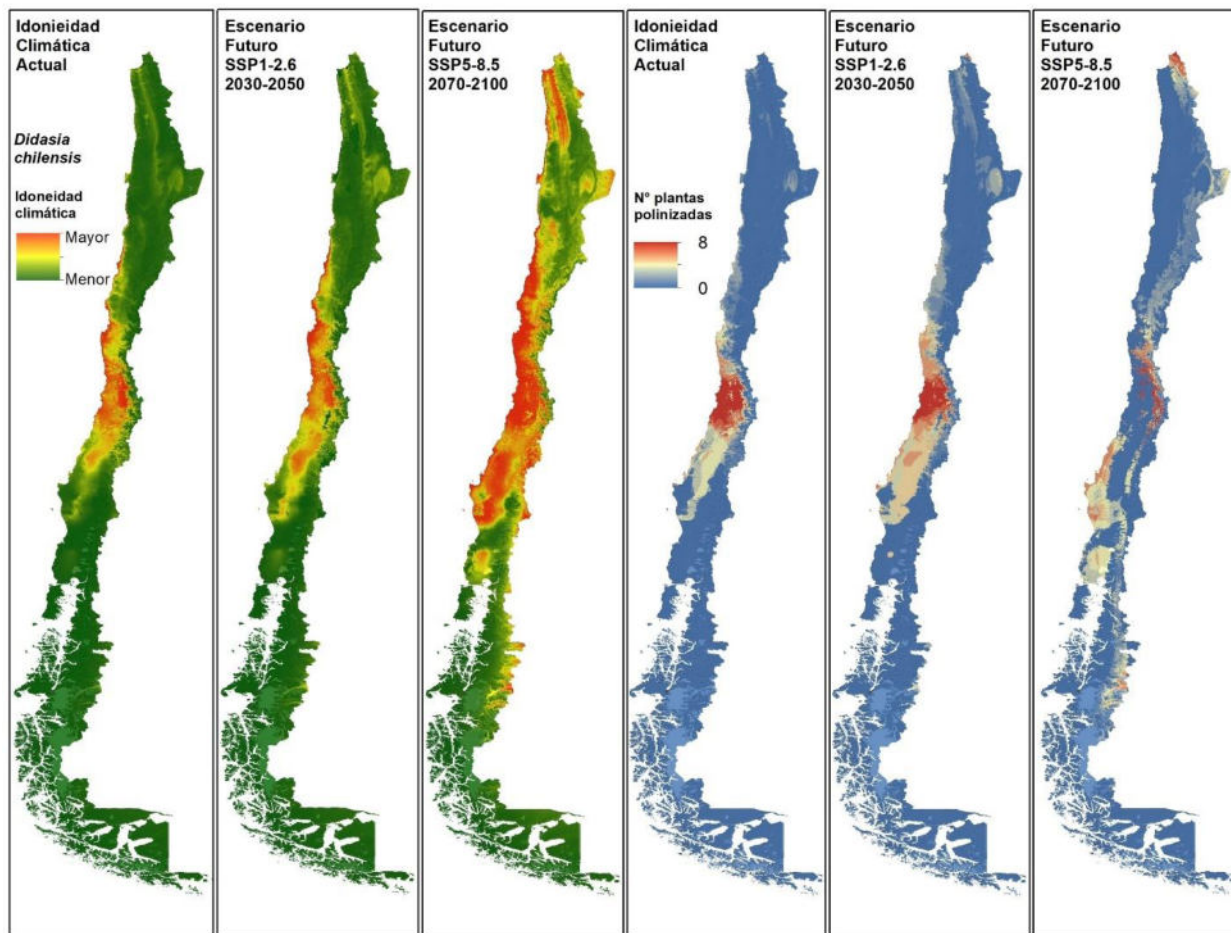 Idonieidad
Climática
Actual
Didasia
chilensis
Idoneidad
climática
Mayor
Menor
Escenario
Futuro
SSP1-2.6
2030-2050
Escenario
Futuro
SSP5-8.5
2070-2100
Idonieidad
Climática
Actual
N° plantas
polinizadas
8
0
Escenario
Futuro
SSP1-2.6
2030-2050
Escenario
Futuro
SSP5-8.5
2070-2100